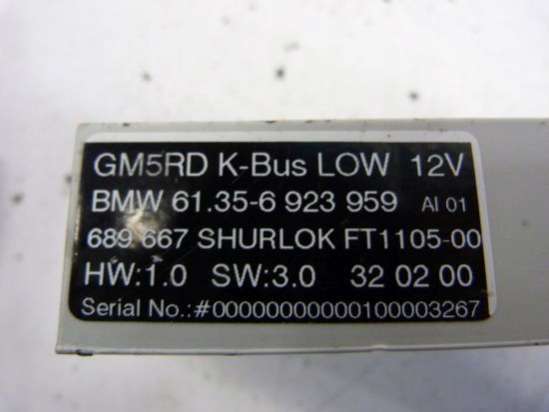 GM5RD K-Bus LOW 12V
BMW 61.35-6 923 959 AI 01
689 667 SHURLOK FT1105-00
HW:1.0 SW:3.0 32 02 00
Serial No.:#000000000000100003267